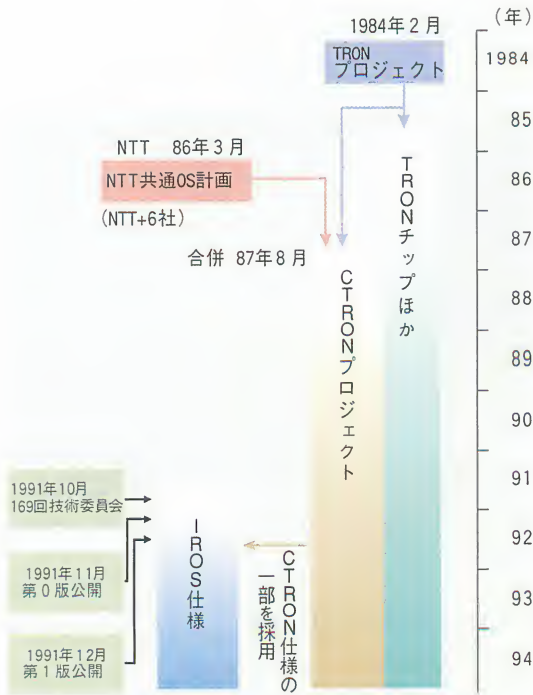 (年)
1984年2月
TRON
プロジェクト
1984
85
86
87
88
89
90
91
92
93
94
NTT 86年3月
NTT共通OS計画
(NTT+6社)
合併 87年8月
TRONチップほか
CTRONプロジェクト
1991年10月
169回技術委員会
1991年11月
第0版公開
1991年12月
第1版公開
IROS仕様
CTRON仕様の
一部を採用